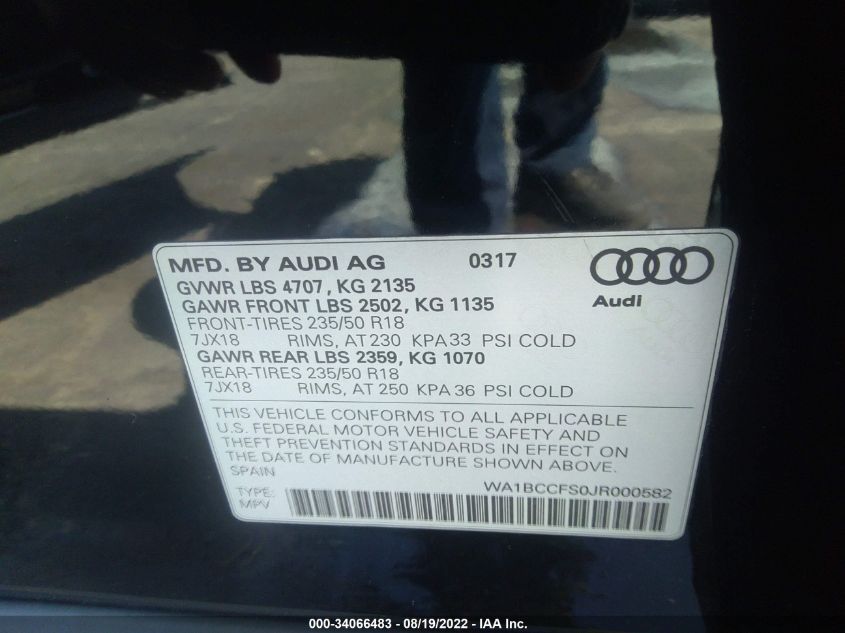 MFD. BY AUDI AG 0317
GVWR LBS 4707, KG 2135
GAWR FRONT LBS 2502, KG 1135
Audi
FRONT-TIRES 235/50 R18
7JX18 RIMS, AT 230 KPA 33 PSI COLD
GAWR REAR LBS 2359, KG 1070
REAR-TIRES 235/50 R18
7JX18 RIMS, AT 250 KPA 36 PSI COLD
THIS VEHICLE CONFORMS TO ALL APPLICABLE
U.S. FEDERAL MOTOR VEHICLE SAFETY AND
THEFT PREVENTION STANDARDS IN EFFECT ON
THE DATE OF MANUFACTURE SHOWN ABOVE.
SPAIN
WA1BCCFS0JR000582
TYPE:
MPV
000-34066483 - 08/19/2022 - IAA Inc.